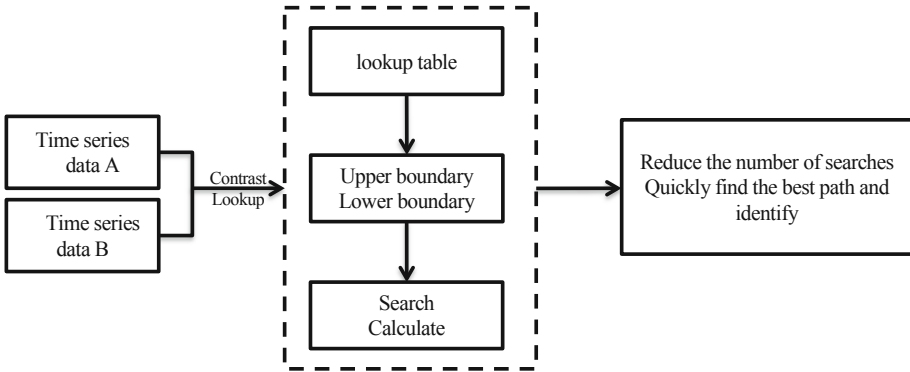 Time series
data A
Time series
data B
Contrast
Lookup
lookup table
Upper boundary
Lower boundary
Search
Calculate
Reduce the number of searches
Quickly find the best path and
identify